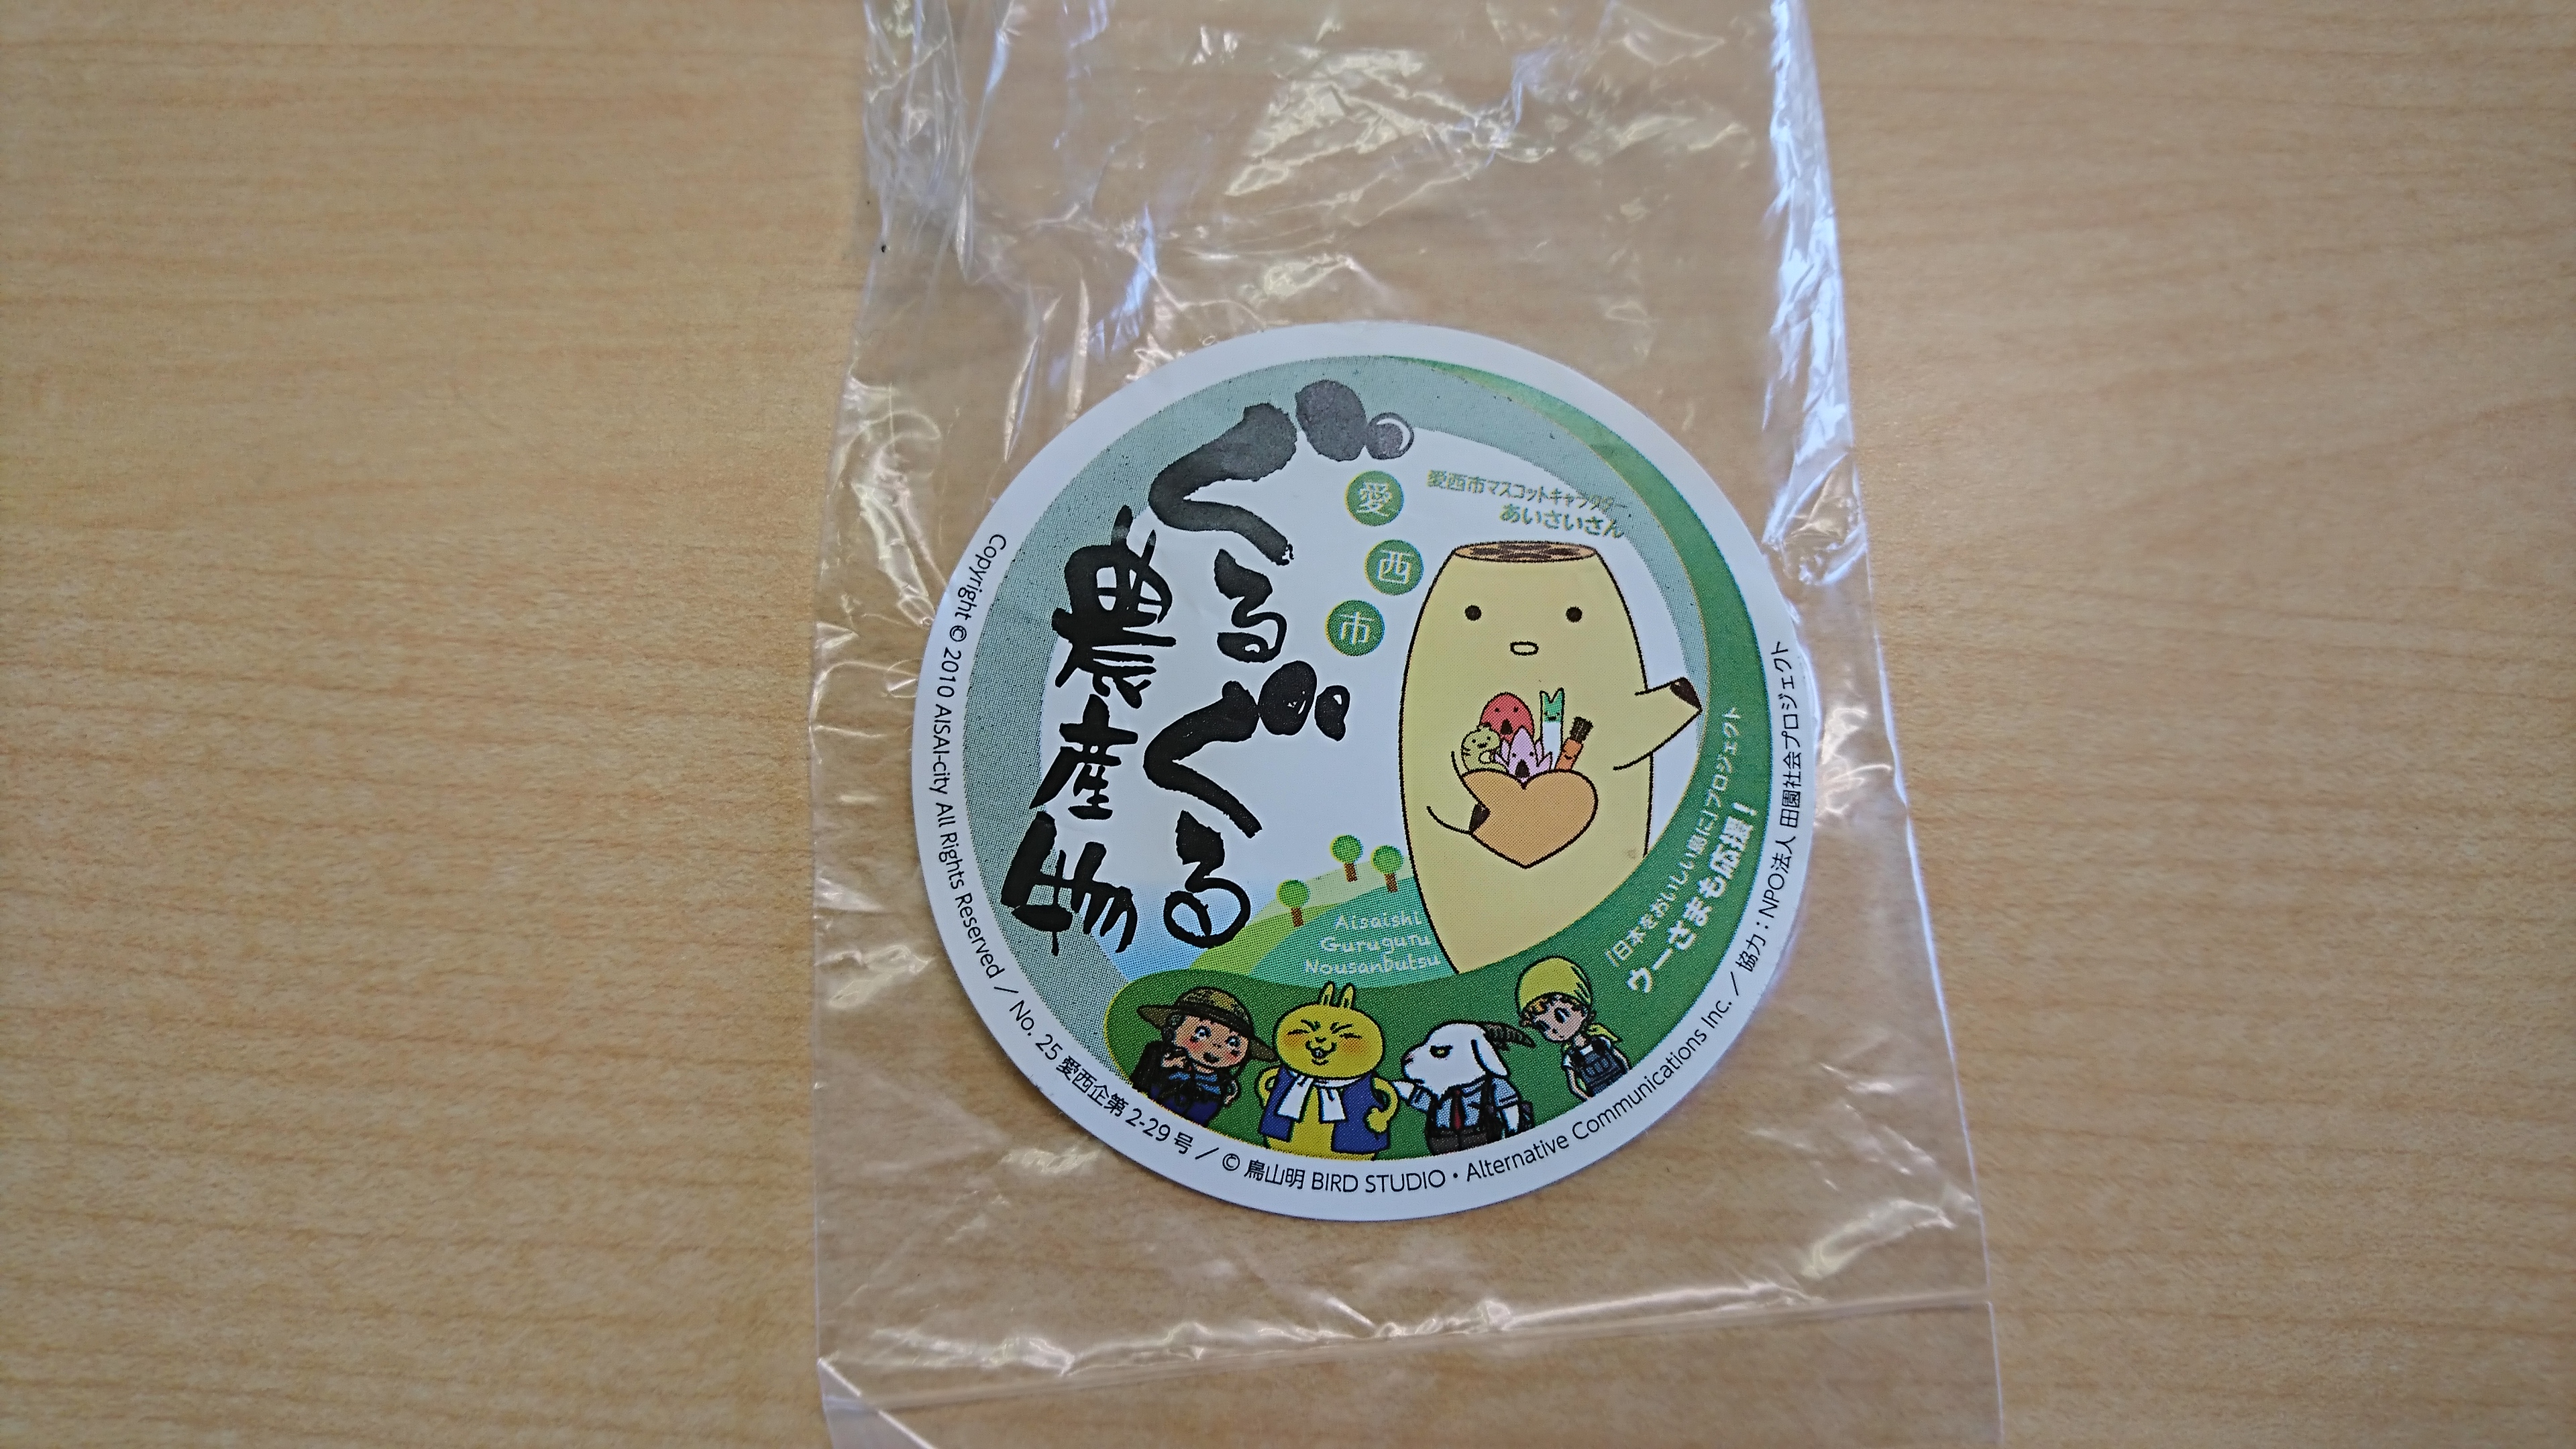 ぐるぐる
農産物
愛西市
愛西市マスコットキャラクター
あいさいさん
Aisaishi
Guruguru
Nousanbutsu
「日本をおいしい島に」プロジェクト
ウーさまも応援！
Copyright © 2010 AISAI-city All Rights Reserved / No. 25 愛西企第 2-29 号 / © 鳥山明 BIRD STUDIO・Alternative Communications Inc. / 協力：NPO法人 田園社会プロジェクト